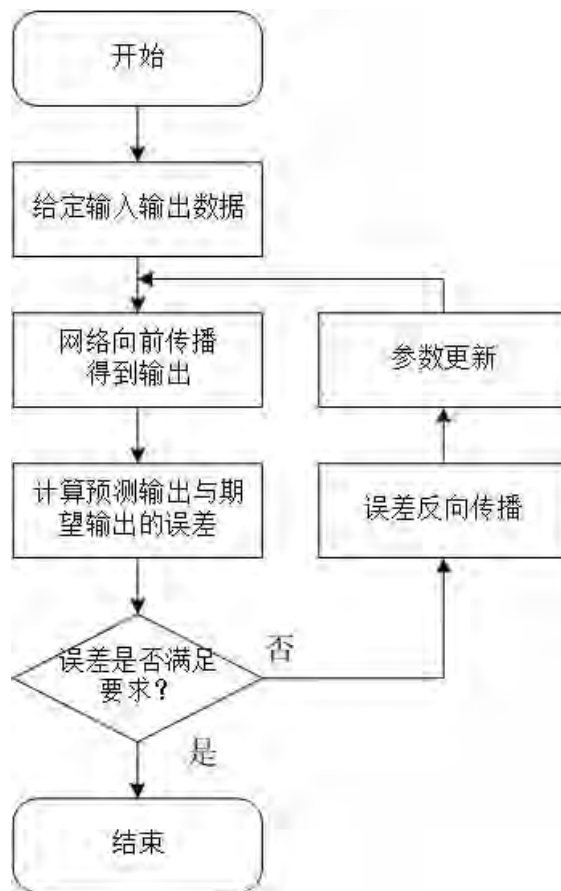 开始
给定输入输出数据
网络向前传播
得到输出
参数更新
计算预测输出与期
望输出的误差
误差反向传播
误差是否满足
要求？
否
是
结束